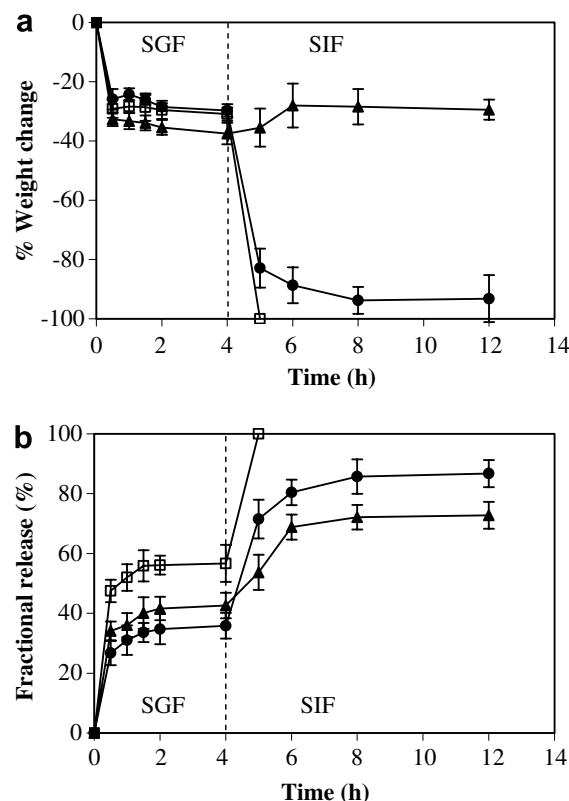 a
0
-20
-40
-60
-80
-100
% Weight change
SGF SIF
0 2 4 6 8 10 12 14
Time (h)
b
100
80
60
40
20
0
Fractional release (%)
SGF SIF
0 2 4 6 8 10 12 14
Time (h)